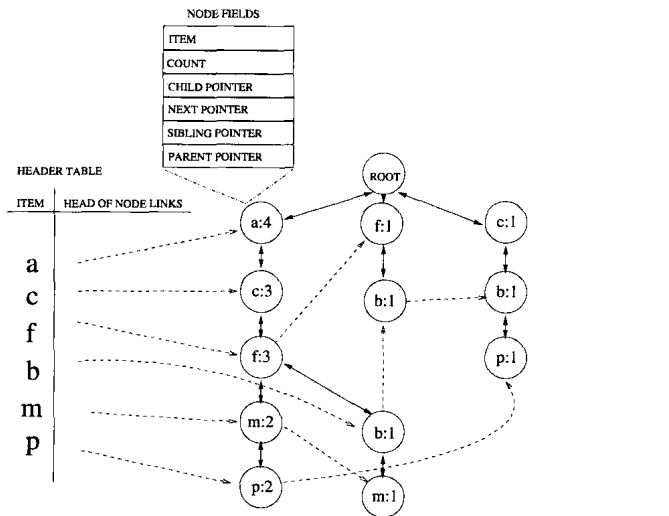 NODE FIELDS
ITEM
COUNT
CHILD POINTER
NEXT POINTER
SIBLING POINTER
PARENT POINTER
HEADER TABLE
ITEM HEAD OF NODE LINKS
ROOT
a:4 f:1 c:1
a
c c:3 b:1 b:1
f f:3 p:1
b
m m:2 b:1
p p:2 m:1